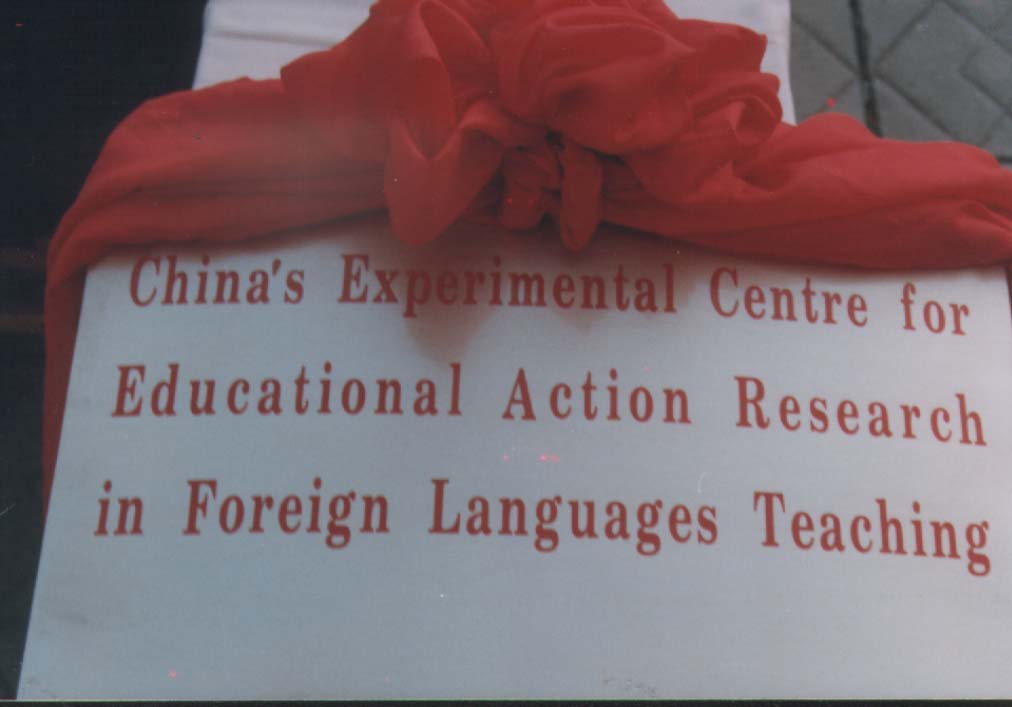 China's Experimental Centre for
Educational Action Research
in Foreign Languages Teaching